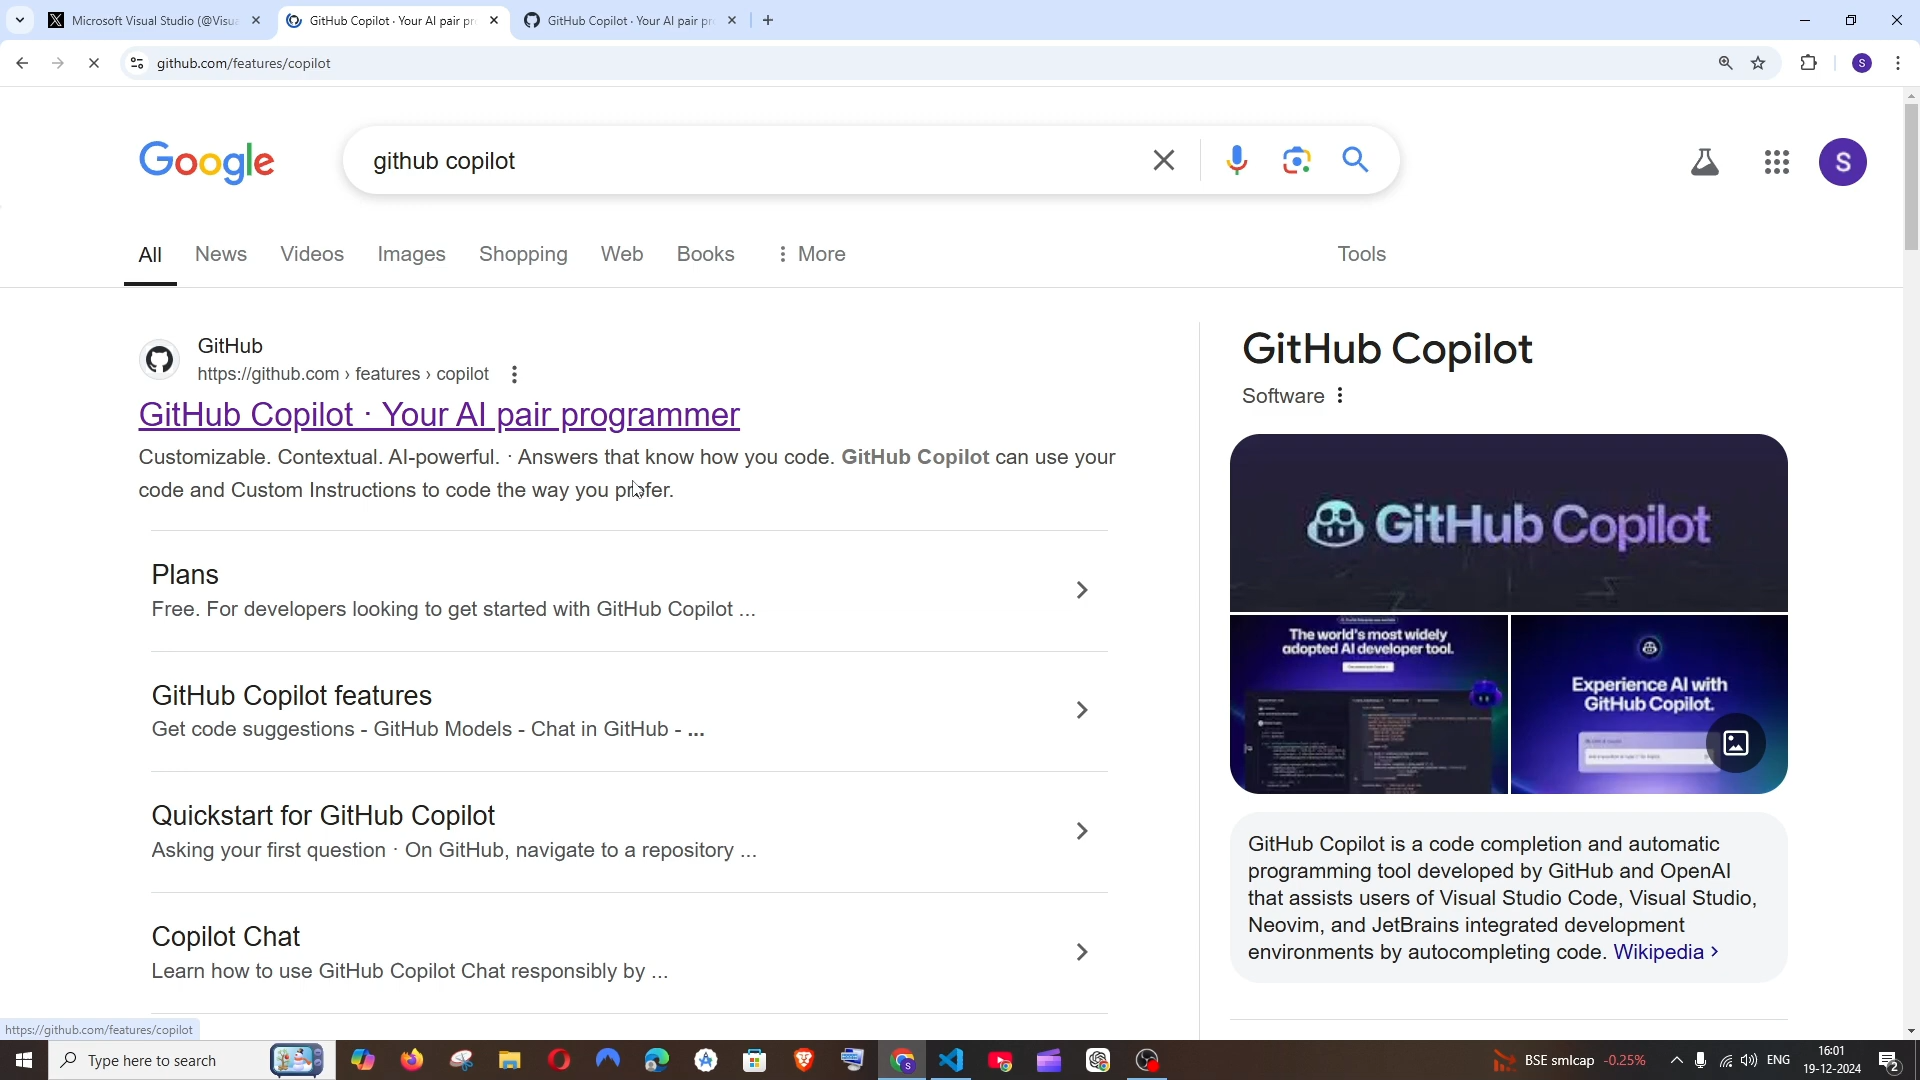 Microsoft Visual Studio (@Visua
GitHub Copilot · Your AI pair pr
GitHub Copilot · Your AI pair pr
github.com/features/copilot
S
Google
github copilot
S
All
News
Videos
Images
Shopping
Web
Books
More
Tools
GitHub
https://github.com › features › copilot
GitHub Copilot · Your AI pair programmer
Customizable. Contextual. AI-powerful. · Answers that know how you code. GitHub Copilot can use your
code and Custom Instructions to code the way you prefer.
Plans
Free. For developers looking to get started with GitHub Copilot ...
GitHub Copilot features
Get code suggestions - GitHub Models - Chat in GitHub - ...
Quickstart for GitHub Copilot
Asking your first question · On GitHub, navigate to a repository ...
Copilot Chat
Learn how to use GitHub Copilot Chat responsibly by ...
GitHub Copilot
Software
GitHub Copilot
The world's most widely
adopted AI developer tool.
Experience AI with
GitHub Copilot.
GitHub Copilot is a code completion and automatic
programming tool developed by GitHub and OpenAI
that assists users of Visual Studio Code, Visual Studio,
Neovim, and JetBrains integrated development
environments by autocompleting code. Wikipedia ›
https://github.com/features/copilot
Type here to search
BSE smlcap -0.25%
ENG
16:01
19-12-2024
2